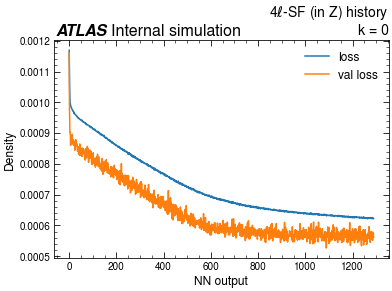 4ℓ-SF (in Z) history
ATLAS Internal simulation
k = 0
0.0012
0.0011
0.0010
0.0009
0.0008
0.0007
0.0006
0.0005
Density
loss
val loss
0 200 400 600 800 1000 1200
NN output